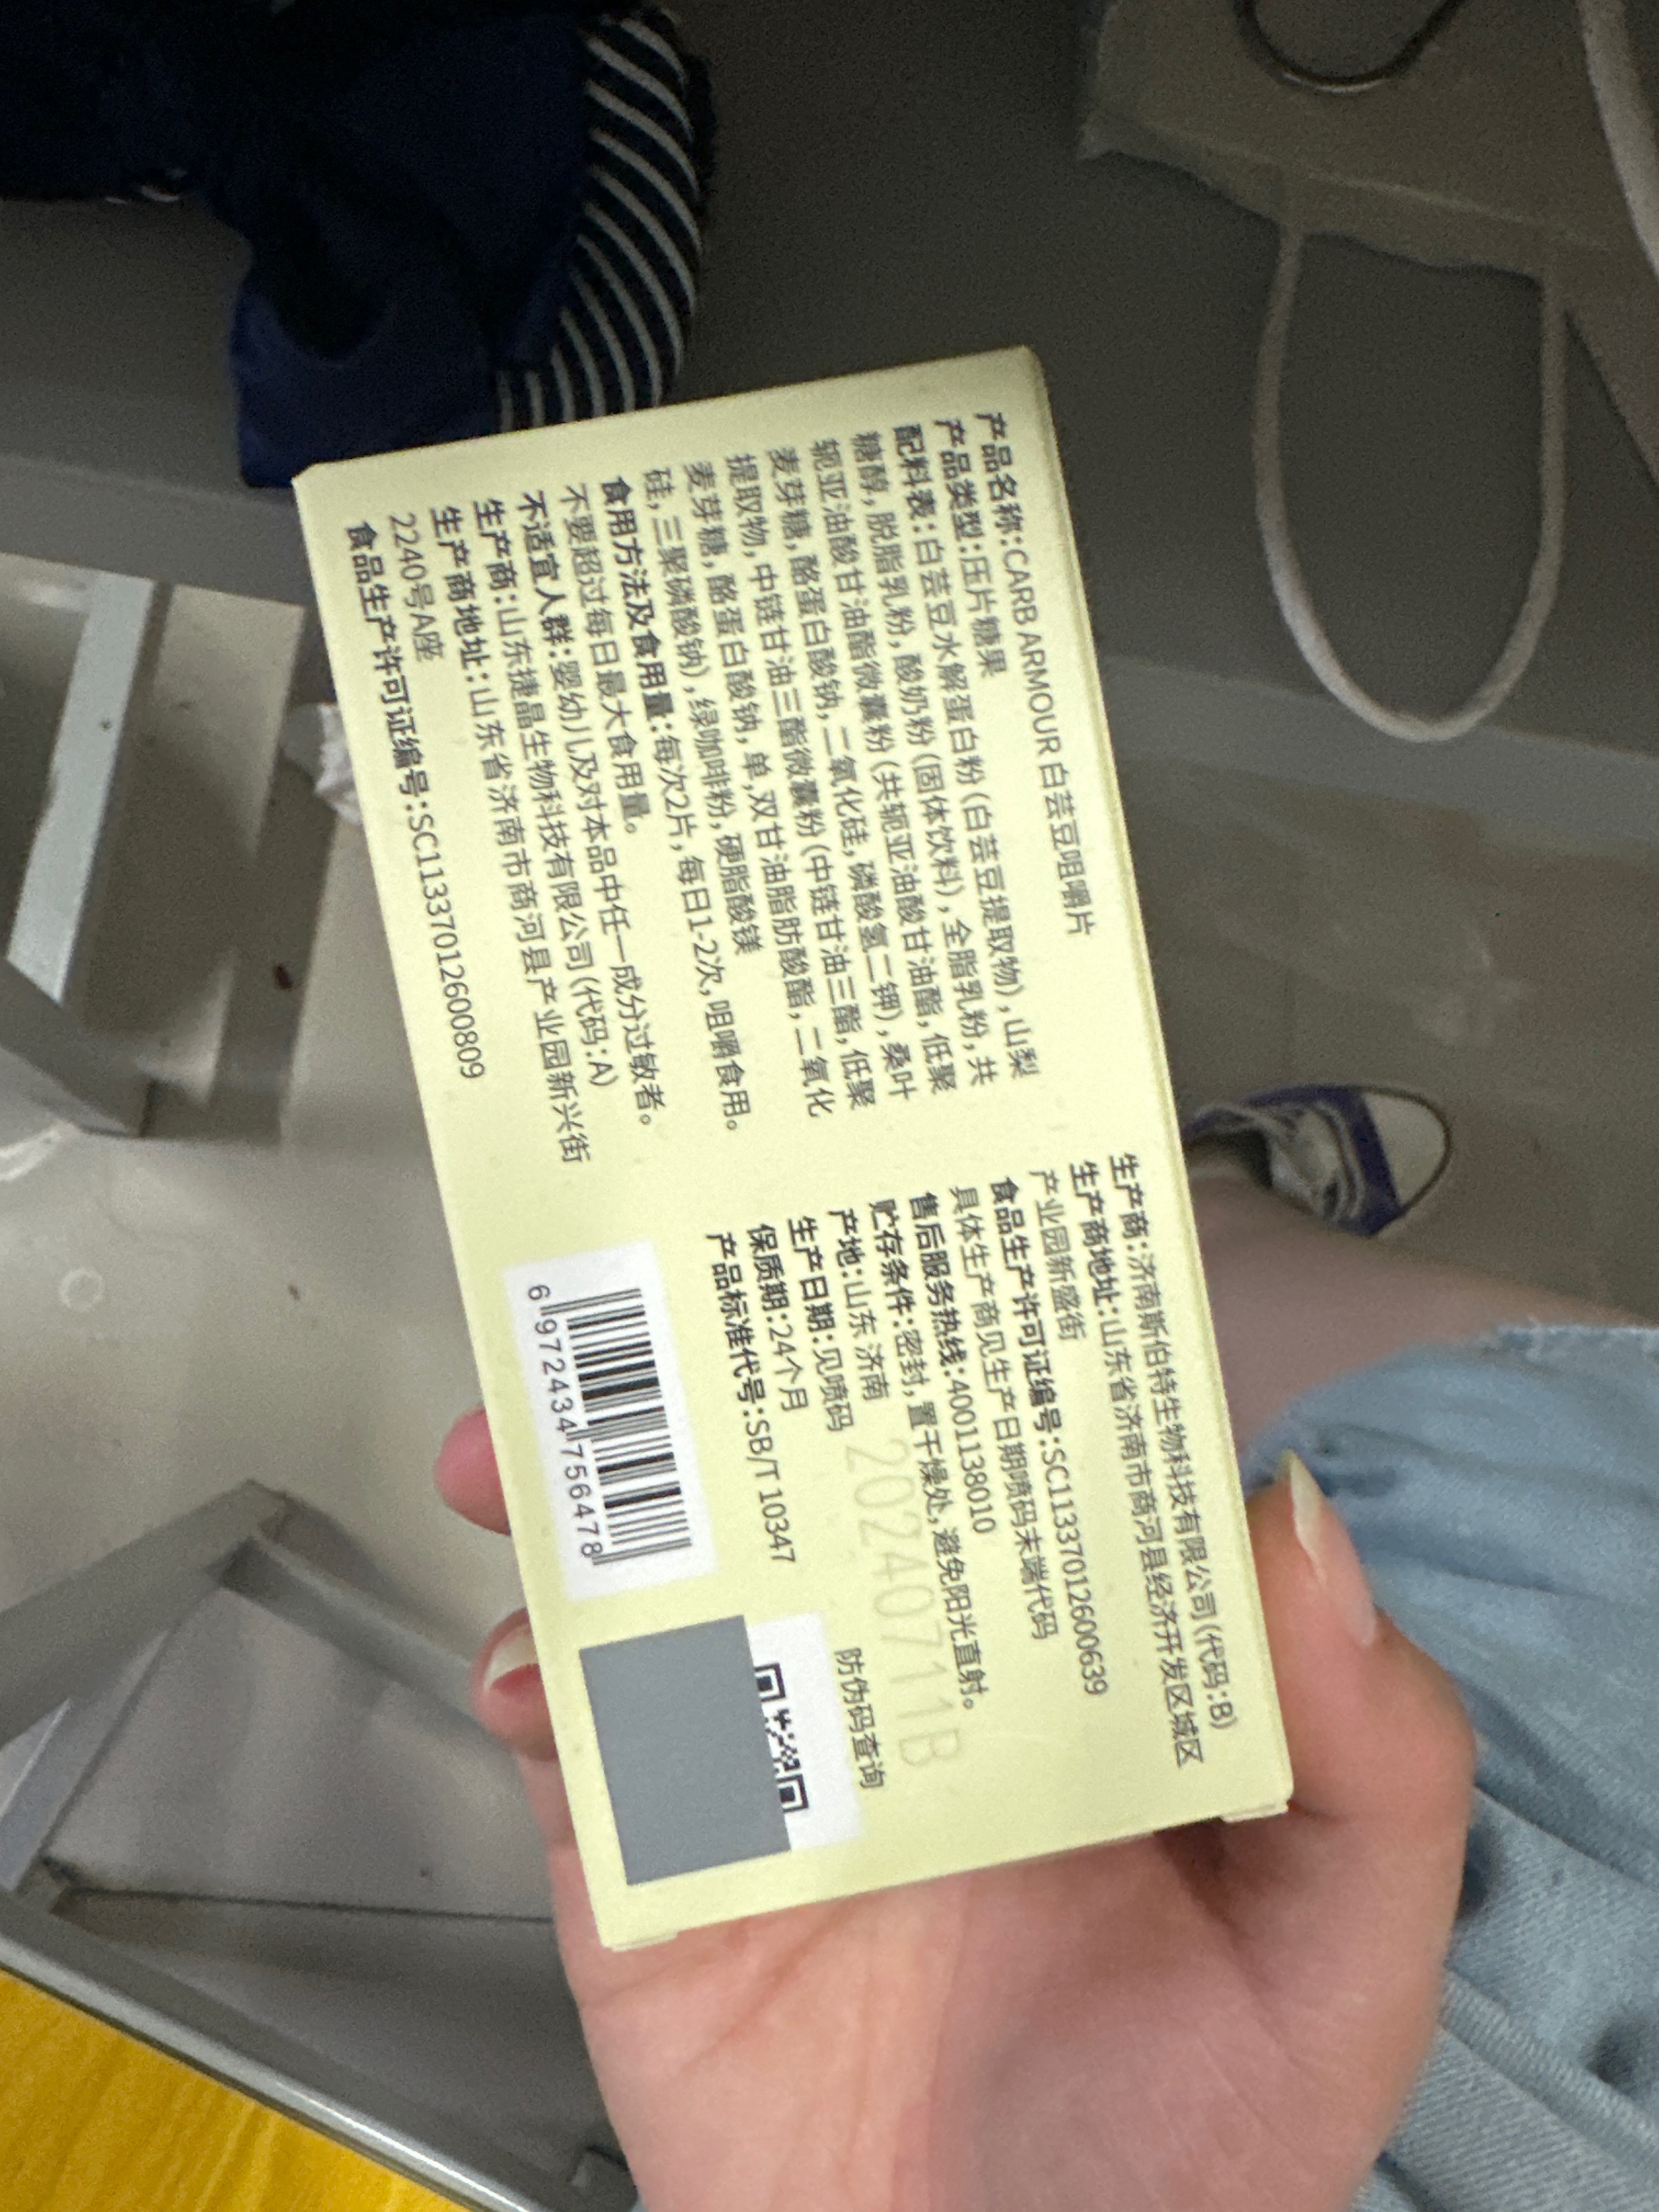 产品名称:CARB ARMOUR 白芸豆咀嚼片
产品类型:压片糖果
配料表:白芸豆水解蛋白粉(白芸豆提取物),山梨
糖醇,脱脂乳粉,酸奶粉(固体饮料),全脂乳粉,共
轭亚油酸甘油酯微囊粉(共轭亚油酸甘油酯,低聚
麦芽糖,酪蛋白酸钠,二氧化硅,磷酸氢二钾),桑叶
提取物,中链甘油三酯微囊粉(中链甘油三酯,低聚
麦芽糖,酪蛋白酸钠,单,双甘油脂肪酸酯,二氧化
硅,三聚磷酸钠),绿咖啡粉,硬脂酸镁
食用方法及食用量:每次2片,每日1-2次,咀嚼食用。
不要超过每日最大食用量。
不适宜人群:婴幼儿及对本品中任一成分过敏者。
生产商:山东捷晶生物科技有限公司(代码:A)
生产商地址:山东省济南市商河县产业园新兴街
2240号A座
食品生产许可证编号:SC11337012600809
生产商:济南斯伯特生物科技有限公司(代码:B)
生产商地址:山东省济南市商河县经济开发区城区
产业园新盛街
食品生产许可证编号:SC11337012600639
具体生产商见生产日期喷码末端代码
售后服务热线:4001138010
贮存条件:密封,置干燥处,避免阳光直射。
产地:山东 济南
生产日期:见喷码
20240711B
保质期:24个月
产品标准代号:SB/T 10347
6 972434 756478
防伪码查询